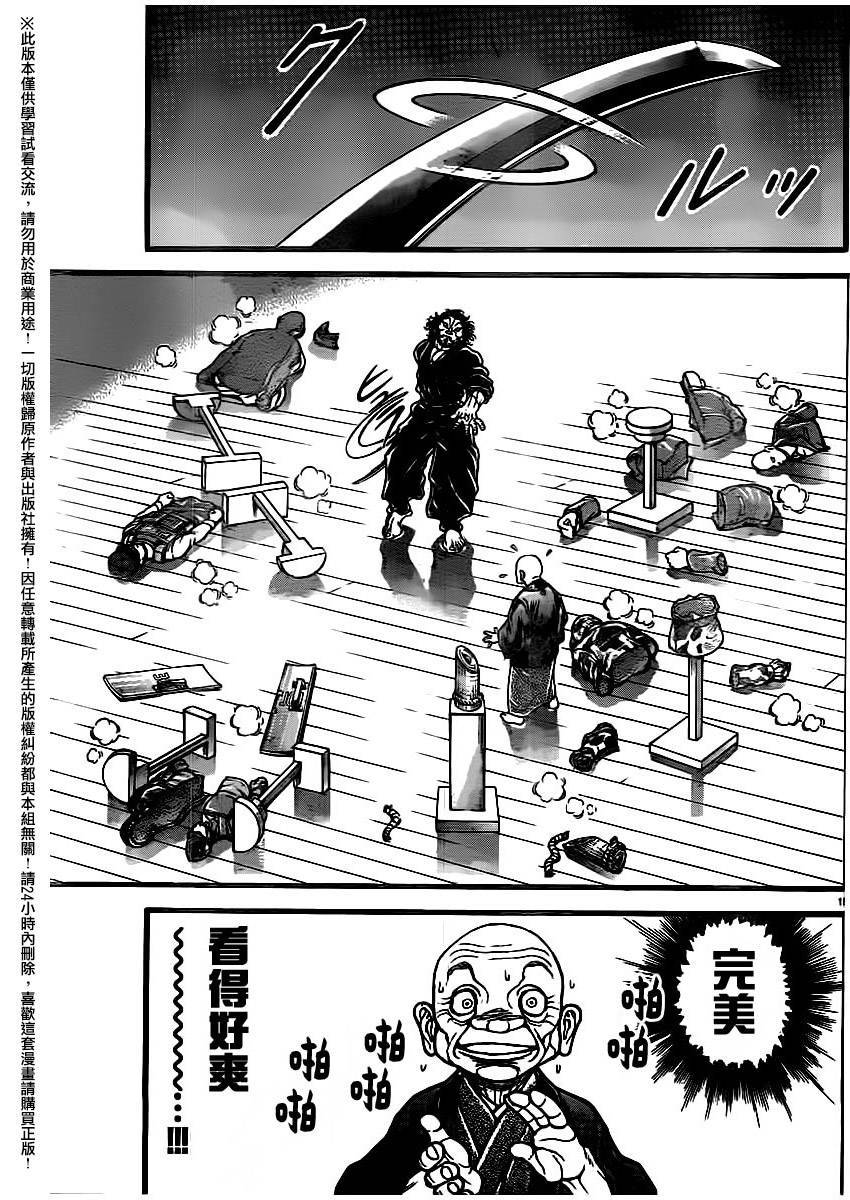 ※此版本僅供學習試看交流，請勿用於商業用途！一切版權歸原作者與出版社擁有！因任意轉載所產生的版權糾紛都與本組無關！請24小時內刪除，喜歡這套漫畫請購買正版！
クルッ
完美
啪啪
啪啪
啪啪
看得好爽～～～～～…!!!